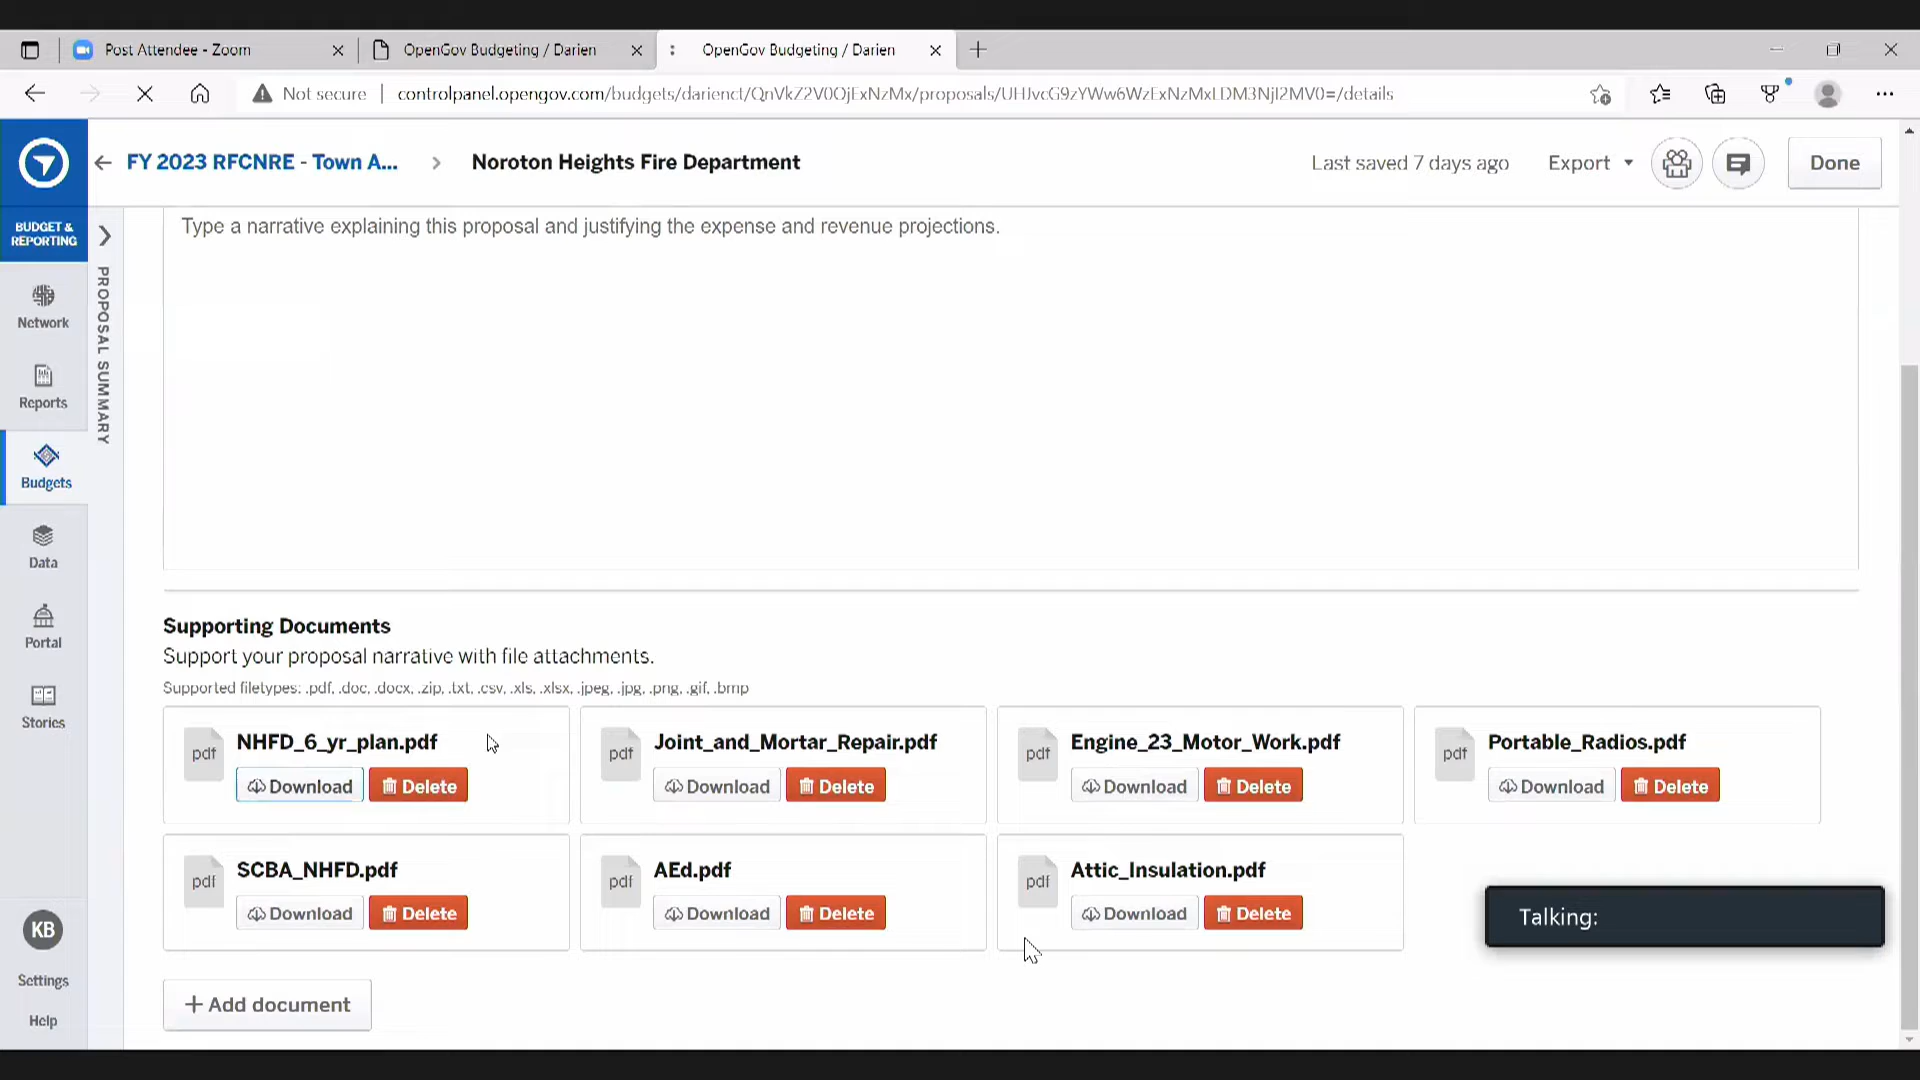 Post Attendee - Zoom
OpenGov Budgeting / Darien
OpenGov Budgeting / Darien
Not secure
controlpanel.opengov.com/budgets/darienct/QnVkZ2V0OjExNzMx/proposals/UHJvcG9zYWw6WzExNzMxLDM3NjI2MV0=/details
FY 2023 RFCNRE - Town A...
Noroton Heights Fire Department
Last saved 7 days ago
Export
Done
BUDGET &
REPORTING
PROPOSAL SUMMARY
Network
Reports
Budgets
Data
Portal
Stories
KB
Settings
Help
Type a narrative explaining this proposal and justifying the expense and revenue projections.
Supporting Documents
Support your proposal narrative with file attachments.
Supported filetypes: .pdf, .doc, .docx, .zip, .txt, .csv, .xls, .xlsx, .jpeg, .jpg, .png, .gif, .bmp
pdf
NHFD_6_yr_plan.pdf
Download
Delete
pdf
Joint_and_Mortar_Repair.pdf
Download
Delete
pdf
Engine_23_Motor_Work.pdf
Download
Delete
pdf
Portable_Radios.pdf
Download
Delete
pdf
SCBA_NHFD.pdf
Download
Delete
pdf
AEd.pdf
Download
Delete
pdf
Attic_Insulation.pdf
Download
Delete
Talking:
+ Add document